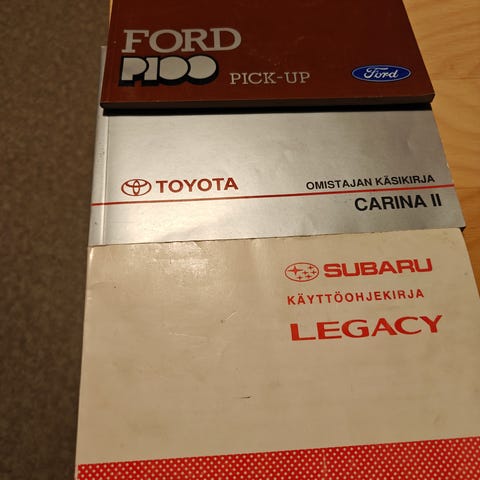 FORD
P100 PICK-UP
Ford
TOYOTA
OMISTAJAN KÄSIKIRJA
CARINA II
SUBARU
KÄYTTÖOHJEKIRJA
LEGACY